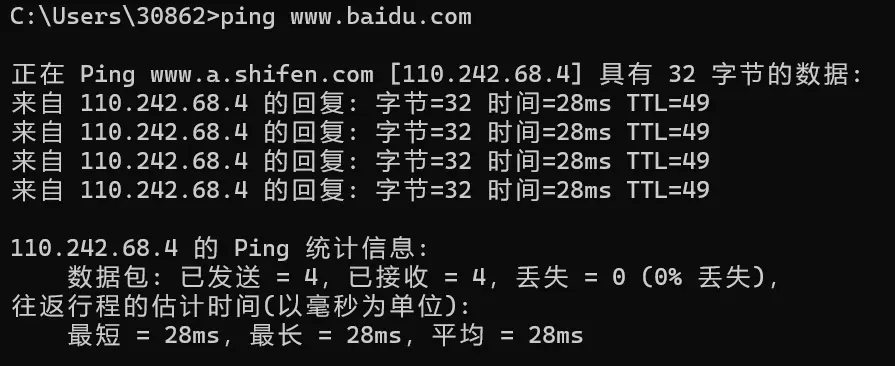 C:\Users\30862>ping www.baidu.com
正在 Ping www.a.shifen.com [110.242.68.4] 具有 32 字节的数据:
来自 110.242.68.4 的回复: 字节=32 时间=28ms TTL=49
来自 110.242.68.4 的回复: 字节=32 时间=28ms TTL=49
来自 110.242.68.4 的回复: 字节=32 时间=28ms TTL=49
来自 110.242.68.4 的回复: 字节=32 时间=28ms TTL=49
110.242.68.4 的 Ping 统计信息:
数据包: 已发送 = 4, 已接收 = 4, 丢失 = 0 (0% 丢失),
往返行程的估计时间(以毫秒为单位):
最短 = 28ms, 最长 = 28ms, 平均 = 28ms